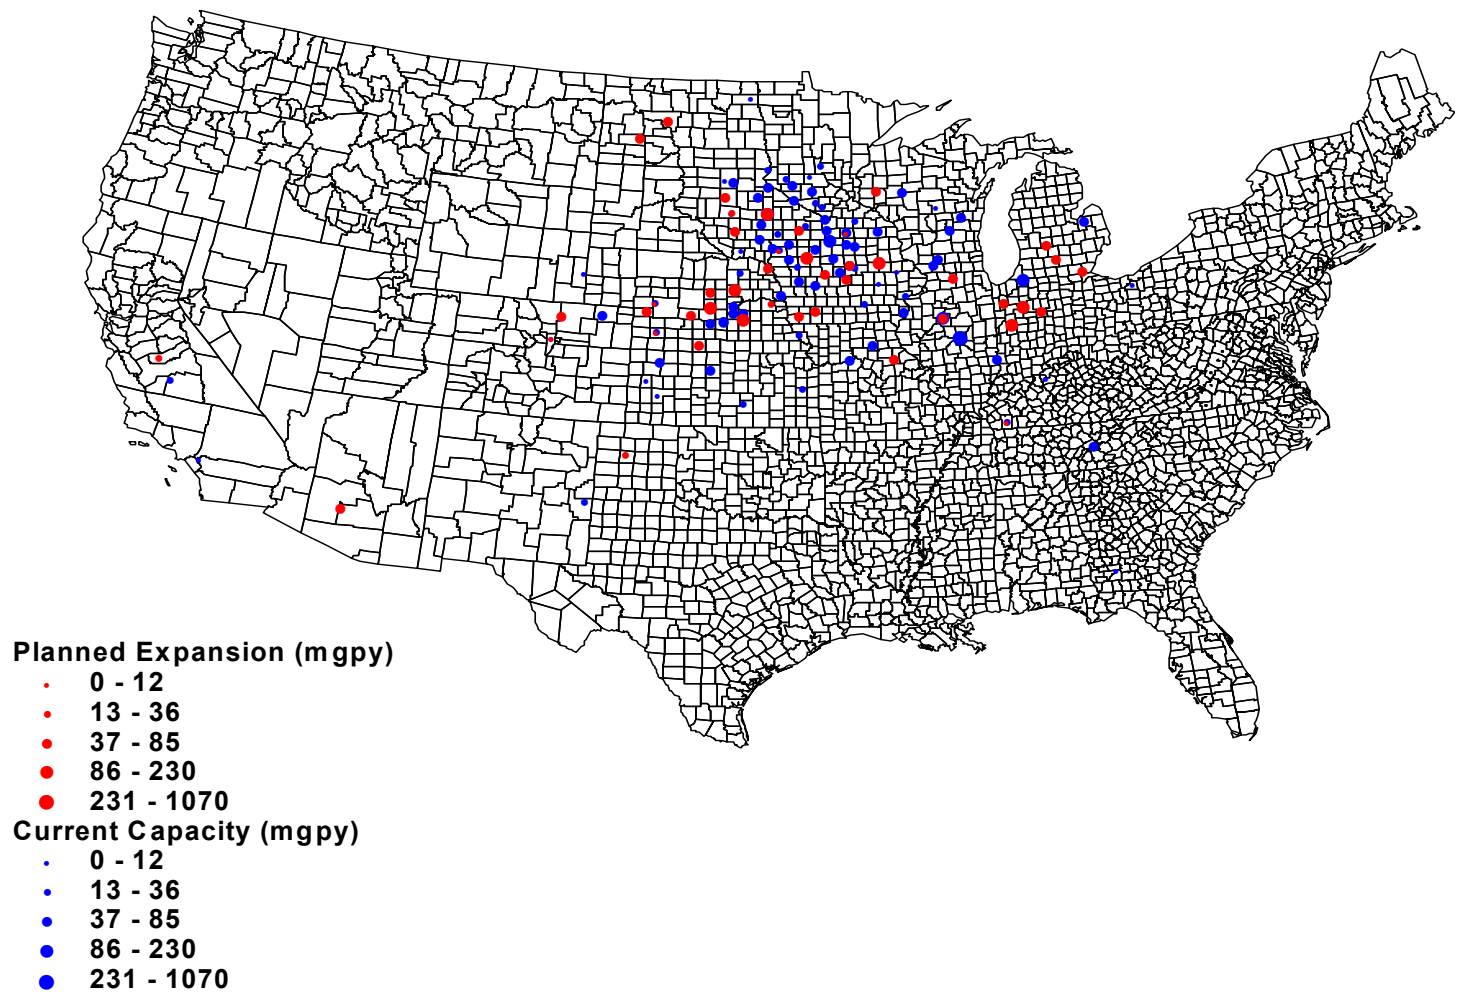 Planned Expansion (mgpy)
0 - 12
13 - 36
37 - 85
86 - 230
231 - 1070
Current Capacity (mgpy)
0 - 12
13 - 36
37 - 85
86 - 230
231 - 1070